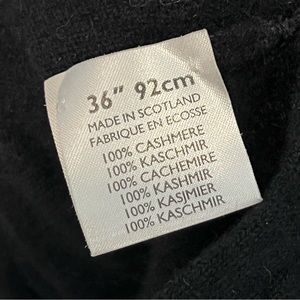 36" 92cm
MADE IN SCOTLAND
FABRIQUE EN ECOSSE
100% CASHMERE
100% KASCHMIR
100% CACHEMIRE
100% KASHMIR
100% KASJMIER
100% KASCHMIR